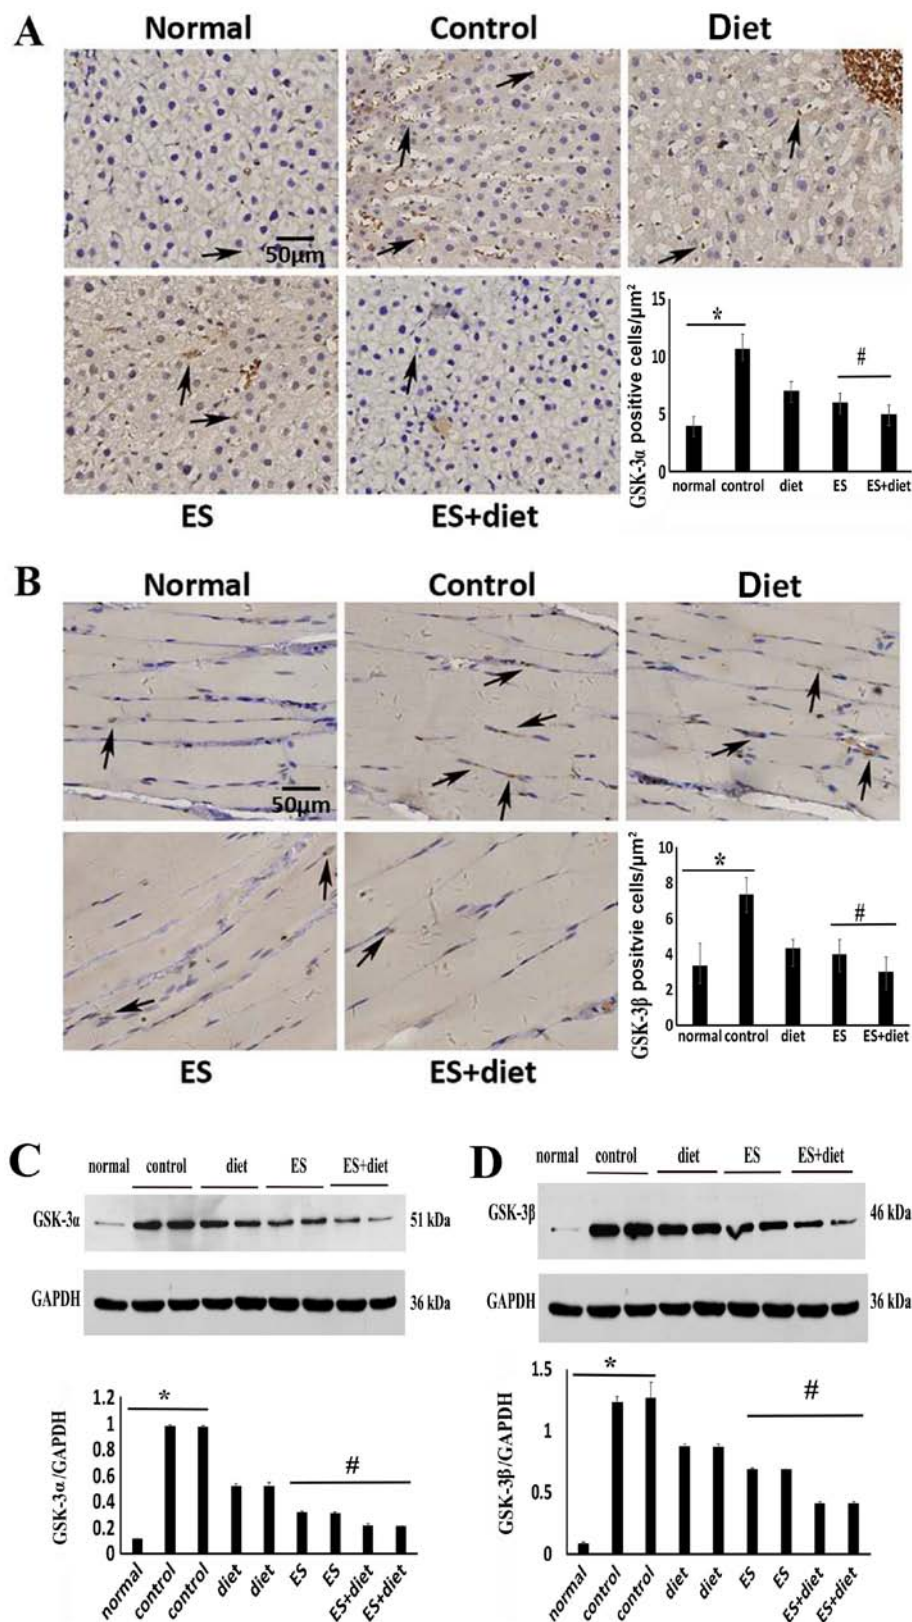 A
Normal
Control
Diet
50µm
ES
ES+diet
GSK-3α positive cells/µm²
15
10
5
0
*
#
normal control diet ES ES+diet
B
Normal
Control
Diet
50µm
ES
ES+diet
GSK-3β positvie cells/µm²
10
8
6
4
2
0
*
#
normal control diet ES ES+diet
C
normal control diet ES ES+diet
GSK-3α 51 kDa
GAPDH 36 kDa
GSK-3α/GAPDH
1.2
1
0.8
0.6
0.4
0.2
0
*
#
normal control control diet diet ES ES ES+diet ES+diet
D
normal control diet ES ES+diet
GSK-3β 46 kDa
GAPDH 36 kDa
GSK-3β/GAPDH
1.5
1
0.5
0
*
#
normal control control diet diet ES ES ES+diet ES+diet